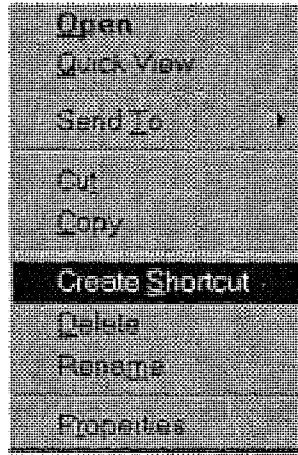 Open
Quick View
Send To
Cut
Copy
Create Shortcut
Delete
Rename
Properties